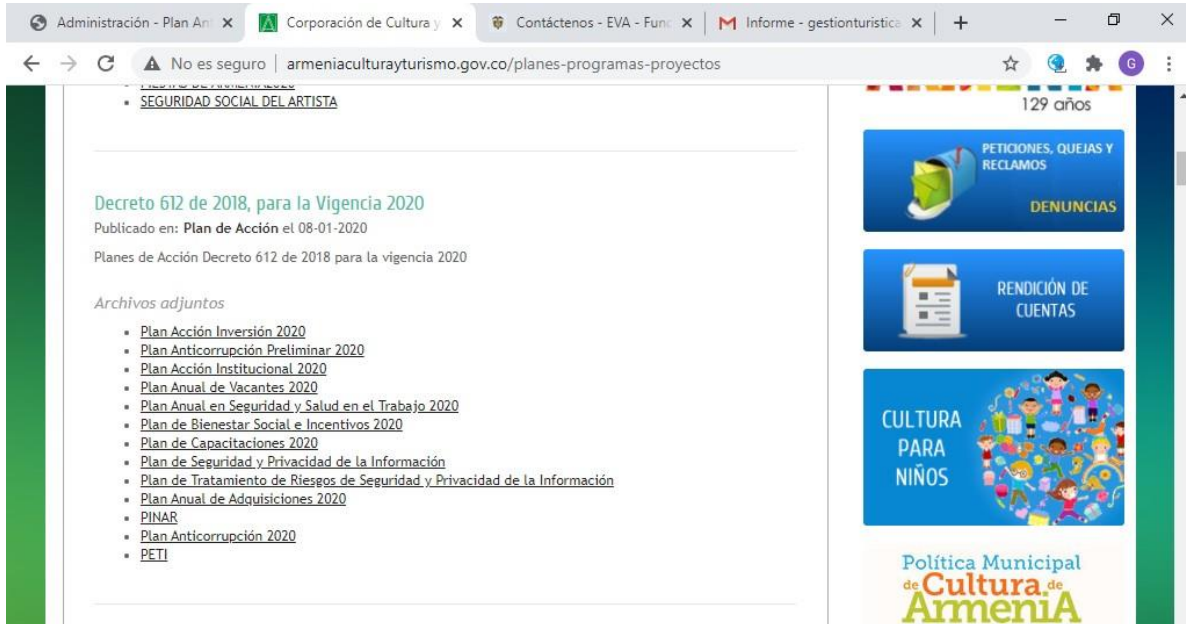 Administración - Plan Ant
Corporación de Cultura y
Contáctenos - EVA - Func
Informe - gestionturistica
No es seguro | armeniaculturayturismo.gov.co/planes-programas-proyectos
G
SEGURIDAD SOCIAL DEL ARTISTA
Decreto 612 de 2018, para la Vigencia 2020
Publicado en: Plan de Acción el 08-01-2020
Planes de Acción Decreto 612 de 2018 para la vigencia 2020
Archivos adjuntos
Plan Acción Inversión 2020
Plan Anticorrupción Preliminar 2020
Plan Acción Institucional 2020
Plan Anual de Vacantes 2020
Plan Anual en Seguridad y Salud en el Trabajo 2020
Plan de Bienestar Social e Incentivos 2020
Plan de Capacitaciones 2020
Plan de Seguridad y Privacidad de la Información
Plan de Tratamiento de Riesgos de Seguridad y Privacidad de la Información
Plan Anual de Adquisiciones 2020
PINAR
Plan Anticorrupción 2020
PETI
129 años
PETICIONES, QUEJAS Y
RECLAMOS
DENUNCIAS
RENDICIÓN DE
CUENTAS
CULTURA
PARA
NIÑOS
Política Municipal
de Cultura de
ArmeniA